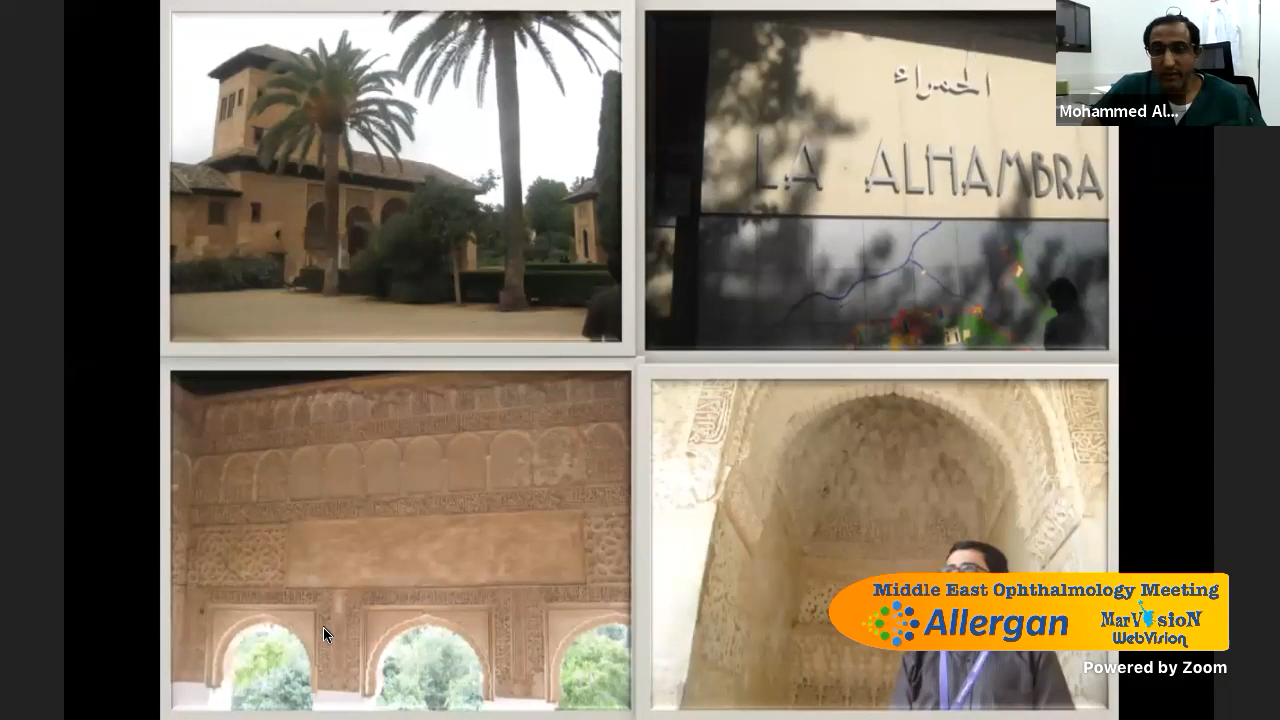 الحمراء
LA ALHAMBRA
Mohammed Al...
Middle East Ophthalmology Meeting
Allergan
MarVisioN
WebVision
Powered by Zoom